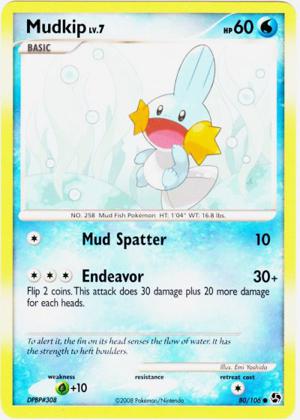 Mudkip LV.7 HP 60
BASIC
NO. 258 Mud Fish Pokémon HT: 1'04" WT: 16.8 lbs.
Mud Spatter 10
Endeavor 30+
Flip 2 coins. This attack does 30 damage plus 20 more damage
for each heads.
To alert it, the fin on its head senses the flow of water. It has
the strength to heft boulders.
weakness resistance retreat cost
+10
Illus. Emi Yoshida
DPBP#308 ©2008 Pokémon/Nintendo 80/106